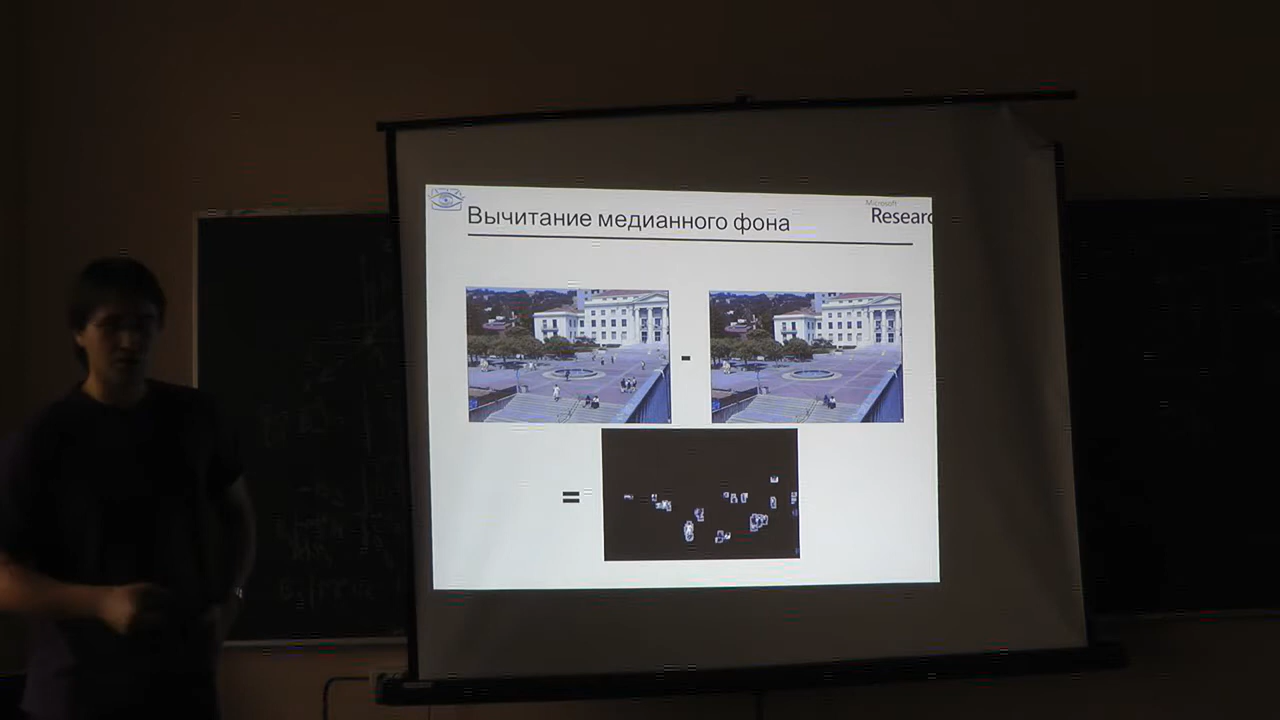 Вычитание медианного фона
Microsoft
Researc
-
=